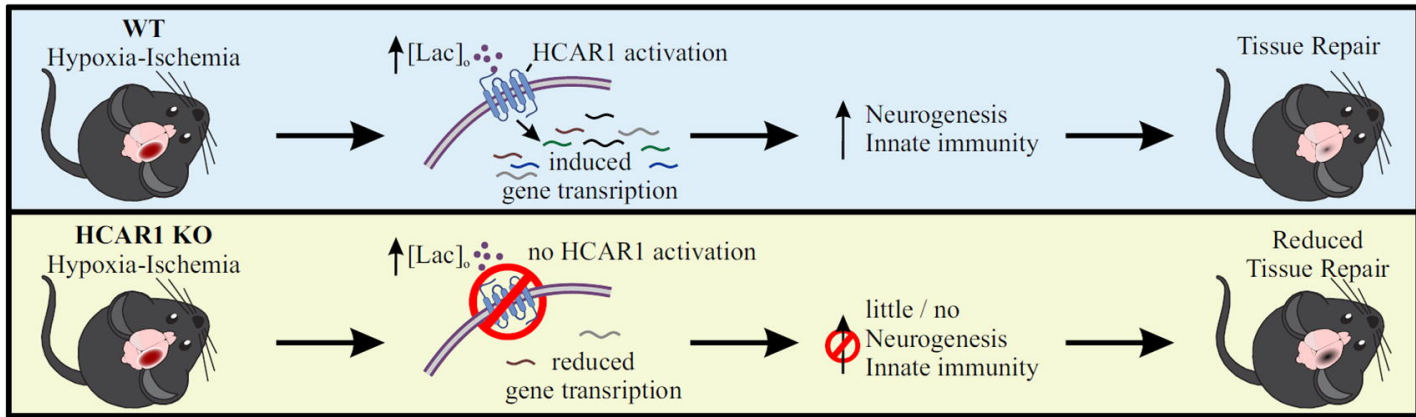 WT
Hypoxia-Ischemia
[Lac]o
HCAR1 activation
induced
gene transription
Neurogenesis
Innate immunity
Tissue Repair
HCAR1 KO
Hypoxia-Ischemia
[Lac]o
no HCAR1 activation
reduced
gene transription
little / no
Neurogenesis
Innate immunity
Reduced
Tissue Repair